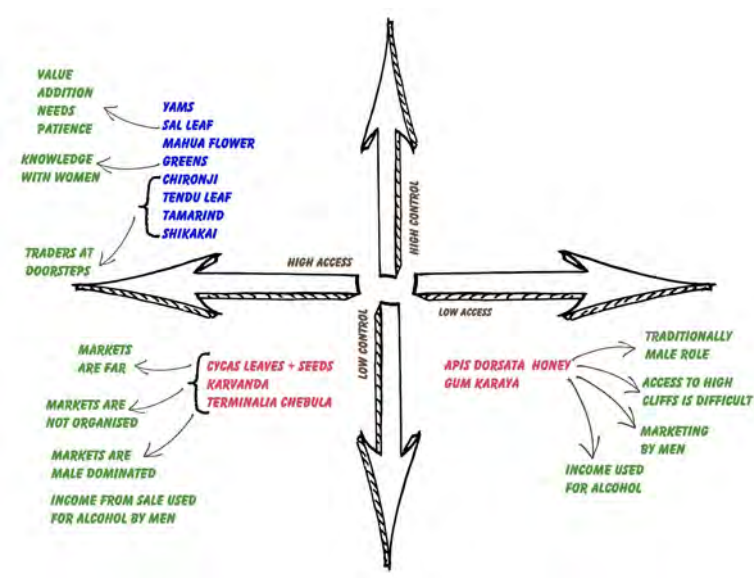 VALUE
ADDITION
NEEDS
PATIENCE
KNOWLEDGE
WITH WOMEN
TRADERS AT
DOORSTEPS
YAMS
SAL LEAF
MAHUA FLOWER
GREENS
CHIRONJI
TENDU LEAF
TAMARIND
SHIKAKAI
HIGH CONTROL
HIGH ACCESS
LOW ACCESS
LOW CONTROL
MARKETS
ARE FAR
MARKETS ARE
NOT ORGANISED
MARKETS ARE
MALE DOMINATED
INCOME FROM SALE USED
FOR ALCOHOL BY MEN
CYCAS LEAVES + SEEDS
KARVANDA
TERMINALIA CHEBULA
APIS DORSATA HONEY
GUM KARAYA
TRADITIONALLY
MALE ROLE
ACCESS TO HIGH
CLIFFS IS DIFFICULT
MARKETING
BY MEN
INCOME USED
FOR ALCOHOL